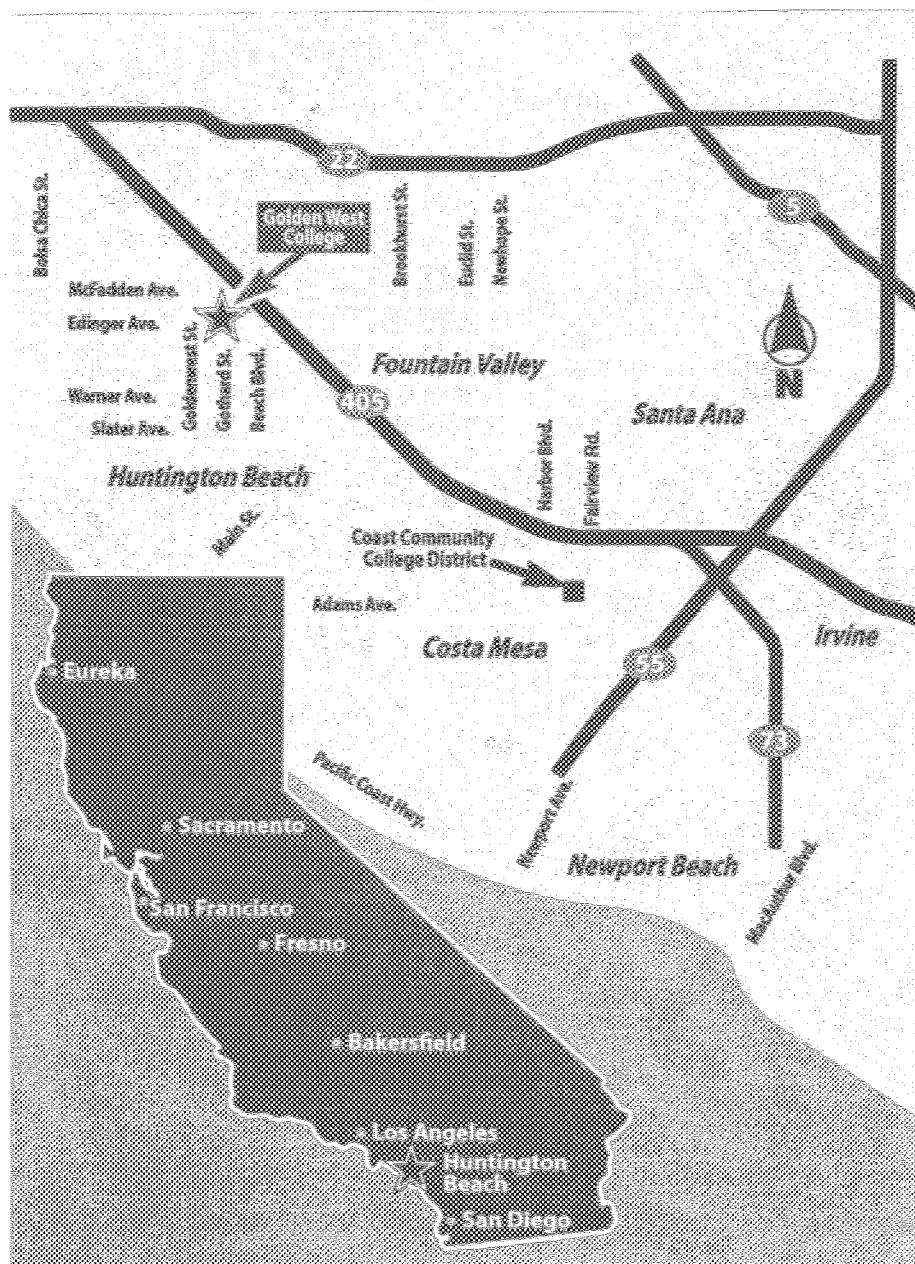 22
5
Bolsa Chica St.
Golden West
College
Brookhurst St.
Euclid St.
Newhope St.
McFadden Ave.
Edinger Ave.
Goldenwest St.
Gothard St.
Beach Blvd.
Fountain Valley
N
Warner Ave.
405
Slater Ave.
Santa Ana
Harbor Blvd.
Fairview Rd.
Huntington Beach
Main St.
Coast Community
College District
Adams Ave.
Costa Mesa
Irvine
55
73
Pacific Coast Hwy.
Newport Ave.
Newport Beach
MacAuthur Blvd.
Eureka
Sacramento
San Francisco
Fresno
Bakersfield
Los Angeles
Huntington
Beach
San Diego